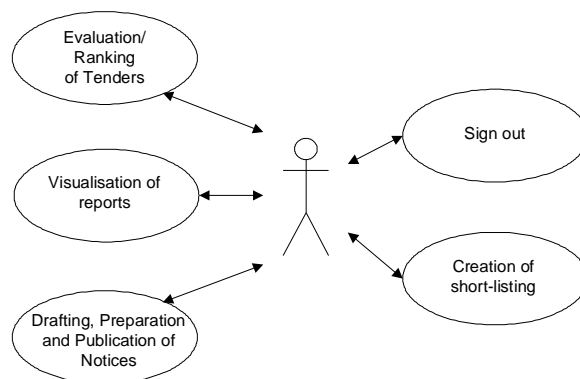 Evaluation/
Ranking
of Tenders
Sign out
Visualisation of
reports
Creation of
short-listing
Drafting, Preparation
and Publication of
Notices